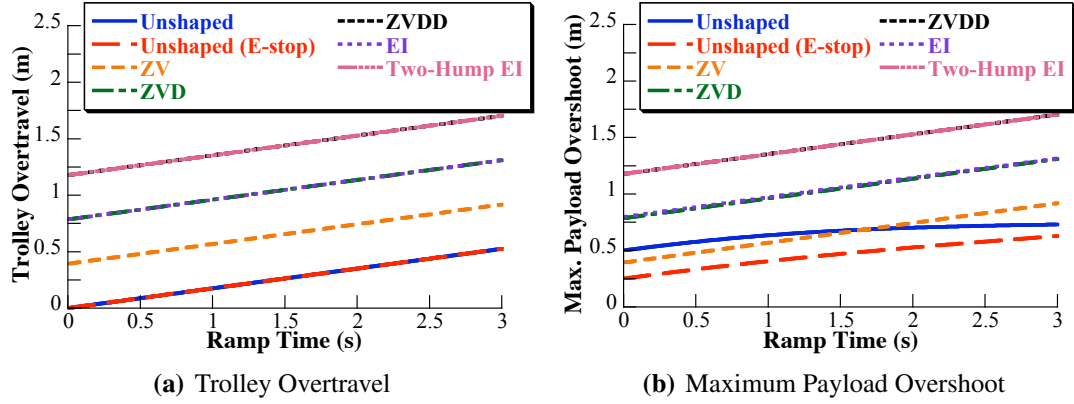 2.5
2
1.5
1
0.5
0
Trolley Overtravel (m)
Unshaped
Unshaped (E-stop)
ZV
ZVD
ZVDD
EI
Two-Hump EI
0 0.5 1 1.5 2 2.5 3
Ramp Time (s)
(a) Trolley Overtravel
2.5
2
1.5
1
0.5
0
Max. Payload Overshoot (m)
Unshaped
Unshaped (E-stop)
ZV
ZVD
ZVDD
EI
Two-Hump EI
0 0.5 1 1.5 2 2.5 3
Ramp Time (s)
(b) Maximum Payload Overshoot